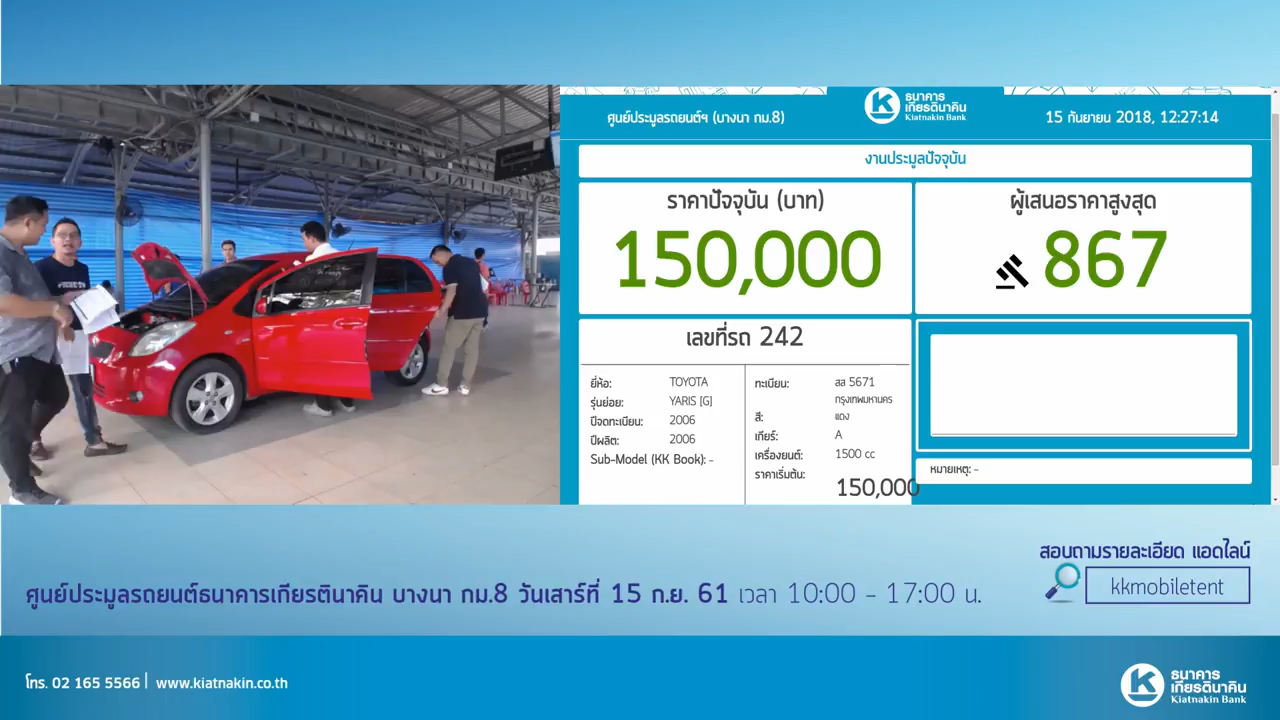 ศูนย์ประมูลรถยนต์ฯ (บางนา กม.8)
ธนาคาร
เกียรตินาคิน
Kiatnakin Bank
15 กันยายน 2018, 12:27:14
งานประมูลปัจจุบัน
ราคาปัจจุบัน (บาท)
150,000
ผู้เสนอราคาสูงสุด
867
เลขที่รถ 242
ยี่ห้อ: TOYOTA
รุ่นย่อย: YARIS [G]
ปีจดทะเบียน: 2006
ปีผลิต: 2006
Sub-Model (KK Book): -
ทะเบียน: สส 5671
กรุงเทพมหานคร
สี: แดง
เกียร์: A
เครื่องยนต์: 1500 cc
ราคาเริ่มต้น: 150,000
หมายเหตุ: -
สอบถามรายละเอียด แอดไลน์
kkmobiletent
ศูนย์ประมูลรถยนต์ธนาคารเกียรตินาคิน บางนา กม.8 วันเสาร์ที่ 15 ก.ย. 61 เวลา 10:00 - 17:00 น.
โทร. 02 165 5566 | www.kiatnakin.co.th
ธนาคาร
เกียรตินาคิน
Kiatnakin Bank